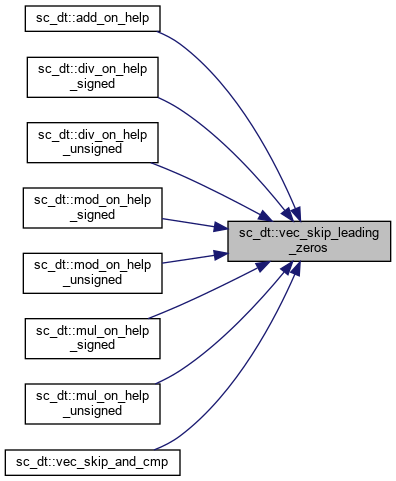 sc_dt::add_on_help
sc_dt::div_on_help
_signed
sc_dt::div_on_help
_unsigned
sc_dt::mod_on_help
_signed
sc_dt::vec_skip_leading
_zeros
sc_dt::mod_on_help
_unsigned
sc_dt::mul_on_help
_signed
sc_dt::mul_on_help
_unsigned
sc_dt::vec_skip_and_cmp